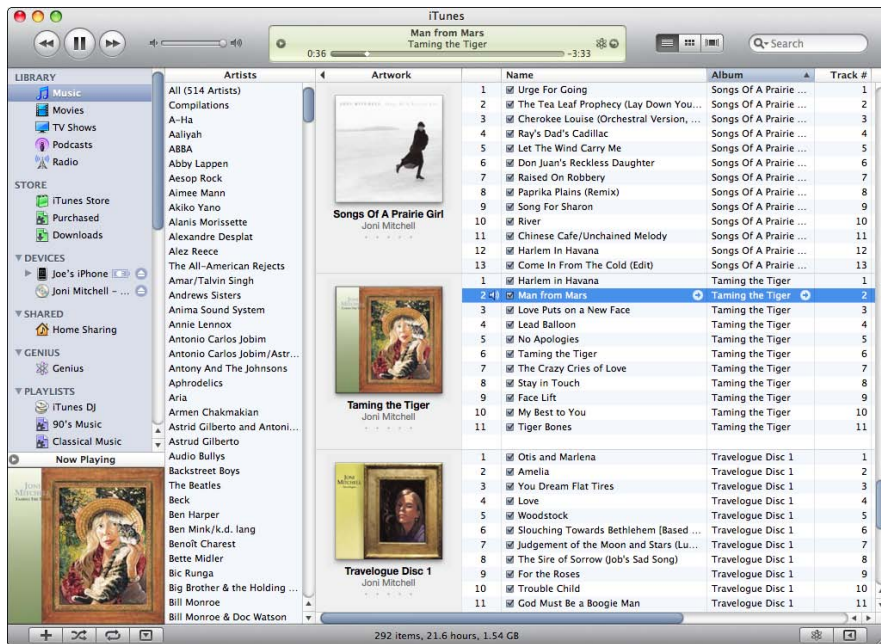 iTunes
Man from Mars
Taming the Tiger
0:36
-3:33
Search
LIBRARY
Music
Movies
TV Shows
Podcasts
Radio
STORE
iTunes Store
Purchased
Downloads
DEVICES
Joe's iPhone
Joni Mitchell - ...
SHARED
Home Sharing
GENIUS
Genius
PLAYLISTS
iTunes DJ
90's Music
Classical Music
Now Playing
JONI MITCHELL
Artists
All (514 Artists)
Compilations
A-Ha
Aaliyah
ABBA
Abby Lappen
Aesop Rock
Aimee Mann
Akiko Yano
Alanis Morissette
Alexandre Desplat
Alez Reece
The All-American Rejects
Amar/Talvin Singh
Andrews Sisters
Anima Sound System
Annie Lennox
Antonio Carlos Jobim
Antonio Carlos Jobim/Astr...
Antony And The Johnsons
Aphrodelics
Aria
Armen Chakmakian
Astrid Gilberto and Antoni...
Astrud Gilberto
Audio Bullys
Backstreet Boys
The Beatles
Beck
Ben Harper
Ben Mink/k.d. lang
Benoît Charest
Bette Midler
Bic Runga
Big Brother & the Holding ...
Bill Monroe
Bill Monroe & Doc Watson
Artwork Name Album Track #
Songs Of A Prairie Girl
Joni Mitchell
1 Urge For Going Songs Of A Prairie ... 1
2 The Tea Leaf Prophecy (Lay Down You... Songs Of A Prairie ... 2
3 Cherokee Louise (Orchestral Version, ... Songs Of A Prairie ... 3
4 Ray's Dad's Cadillac Songs Of A Prairie ... 4
5 Let The Wind Carry Me Songs Of A Prairie ... 5
6 Don Juan's Reckless Daughter Songs Of A Prairie ... 6
7 Raised On Robbery Songs Of A Prairie ... 7
8 Paprika Plains (Remix) Songs Of A Prairie ... 8
9 Song For Sharon Songs Of A Prairie ... 9
10 River Songs Of A Prairie ... 10
11 Chinese Cafe/Unchained Melody Songs Of A Prairie ... 11
12 Harlem In Havana Songs Of A Prairie ... 12
13 Come In From The Cold (Edit) Songs Of A Prairie ... 13
Taming the Tiger
Joni Mitchell
1 Harlem in Havana Taming the Tiger 1
2 Man from Mars Taming the Tiger 2
3 Love Puts on a New Face Taming the Tiger 3
4 Lead Balloon Taming the Tiger 4
5 No Apologies Taming the Tiger 5
6 Taming the Tiger Taming the Tiger 6
7 The Crazy Cries of Love Taming the Tiger 7
8 Stay in Touch Taming the Tiger 8
9 Face Lift Taming the Tiger 9
10 My Best to You Taming the Tiger 10
11 Tiger Bones Taming the Tiger 11
Travelogue Disc 1
Joni Mitchell
1 Otis and Marlena Travelogue Disc 1 1
2 Amelia Travelogue Disc 1 2
3 You Dream Flat Tires Travelogue Disc 1 3
4 Love Travelogue Disc 1 4
5 Woodstock Travelogue Disc 1 5
6 Slouching Towards Bethlehem [Based ... Travelogue Disc 1 6
7 Judgement of the Moon and Stars (Lu... Travelogue Disc 1 7
8 The Sire of Sorrow (Job's Sad Song) Travelogue Disc 1 8
9 For the Roses Travelogue Disc 1 9
10 Trouble Child Travelogue Disc 1 10
11 God Must Be a Boogie Man Travelogue Disc 1 11
292 items, 21.6 hours, 1.54 GB